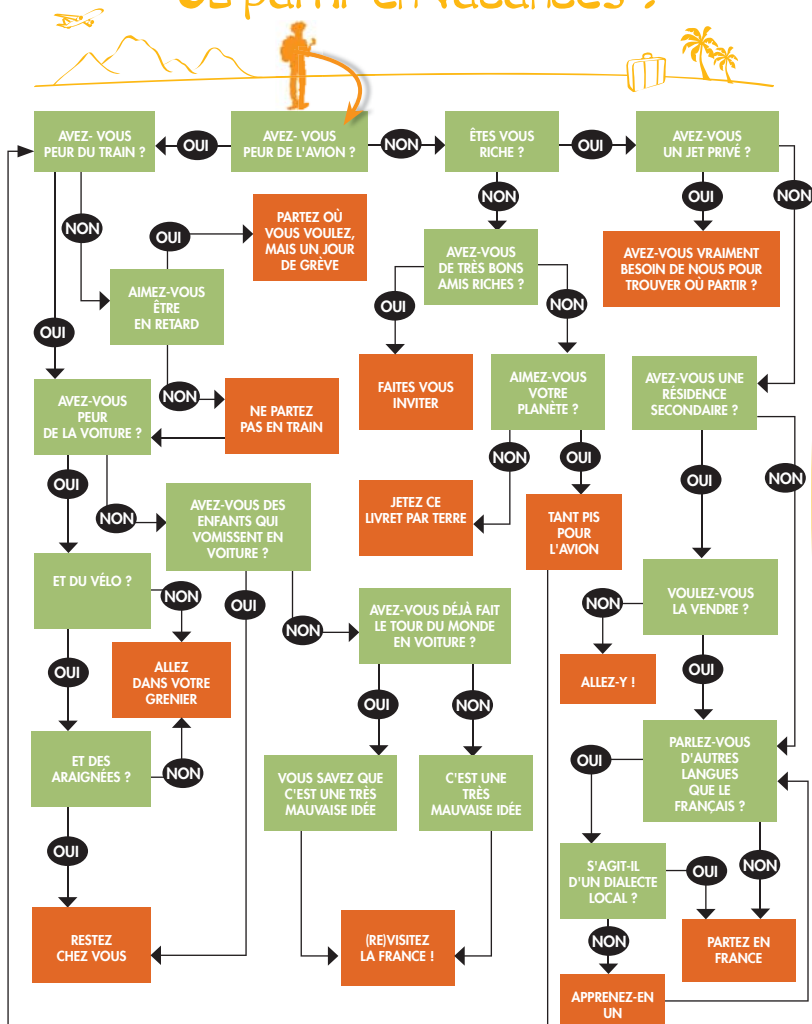 Où partir en vacances ?
AVEZ- VOUS
PEUR DU TRAIN ?
OUI
AVEZ- VOUS
PEUR DE L'AVION ?
NON
ÊTES VOUS
RICHE ?
OUI
AVEZ-VOUS
UN JET PRIVÉ ?
NON
OUI
PARTEZ OÙ
VOUS VOULEZ,
MAIS UN JOUR
DE GRÈVE
NON
OUI
NON
AVEZ-VOUS
DE TRÈS BONS
AMIS RICHES ?
AVEZ-VOUS VRAIMENT
BESOIN DE NOUS POUR
TROUVER OÙ PARTIR ?
AIMEZ-VOUS
ÊTRE
EN RETARD
OUI
OUI
NON
AVEZ-VOUS
PEUR
DE LA VOITURE ?
NON
NE PARTEZ
PAS EN TRAIN
FAITES VOUS
INVITER
AIMEZ-VOUS
VOTRE
PLANÈTE ?
AVEZ-VOUS UNE
RÉSIDENCE
SECONDAIRE ?
OUI
NON
OUI
OUI
NON
NON
AVEZ-VOUS DES
ENFANTS QUI
VOMISSENT EN
VOITURE ?
JETEZ CE
LIVRET PAR TERRE
TANT PIS
POUR
L'AVION
ET DU VÉLO ?
NON
OUI
NON
AVEZ-VOUS DÉJÀ FAIT
LE TOUR DU MONDE
EN VOITURE ?
NON
VOULEZ-VOUS
LA VENDRE ?
OUI
ALLEZ
DANS VOTRE
GRENIER
OUI
NON
ALLEZ-Y !
OUI
ET DES
ARAIGNÉES ?
NON
VOUS SAVEZ QUE
C'EST UNE TRÈS
MAUVAISE IDÉE
C'EST UNE
TRÈS
MAUVAISE IDÉE
OUI
PARLEZ-VOUS
D'AUTRES
LANGUES
QUE LE
FRANÇAIS ?
OUI
S'AGIT-IL
D'UN DIALECTE
LOCAL ?
OUI
NON
RESTEZ
CHEZ VOUS
(RE)VISITEZ
LA FRANCE !
NON
PARTEZ EN
FRANCE
APPRENEZ-EN
UN